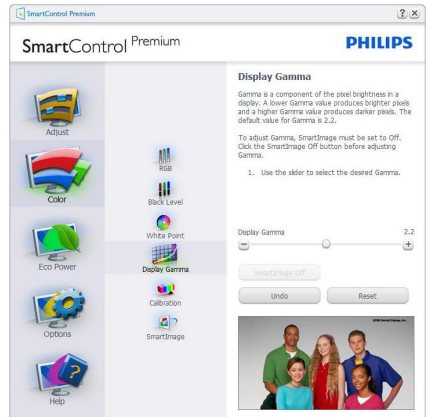 SmartControl Premium
SmartControl Premium
PHILIPS
Adjust
Color
Eco Power
Options
Help
RGB
Black Level
White Point
Display Gamma
Calibration
SmartImage
Display Gamma
Gamma is a component of the pixel brightness in a
display. A lower Gamma value produces brighter pixels
and a higher Gamma value produces darker pixels. The
default value for Gamma is 2.2.
To adjust Gamma, SmartImage must be set to Off.
Click the SmartImage Off button before adjusting
Gamma.
1. Use the slider to select the desired Gamma.
Display Gamma 2.2
SmartImage Off
Undo
Reset